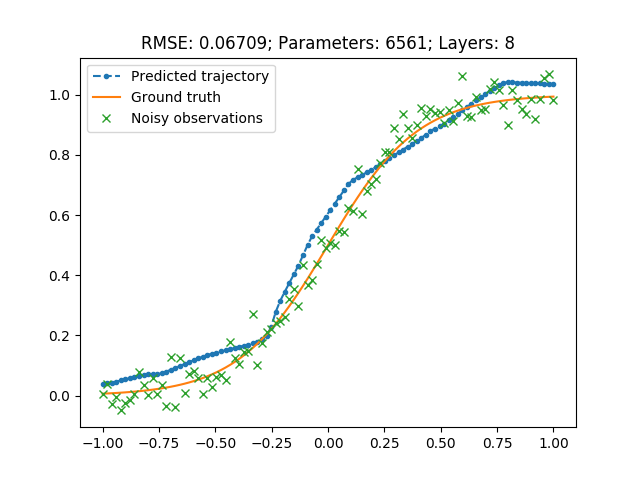 RMSE: 0.06709; Parameters: 6561; Layers: 8
Predicted trajectory
Ground truth
Noisy observations
1.0
0.8
0.6
0.4
0.2
0.0
−1.00 −0.75 −0.50 −0.25 0.00 0.25 0.50 0.75 1.00